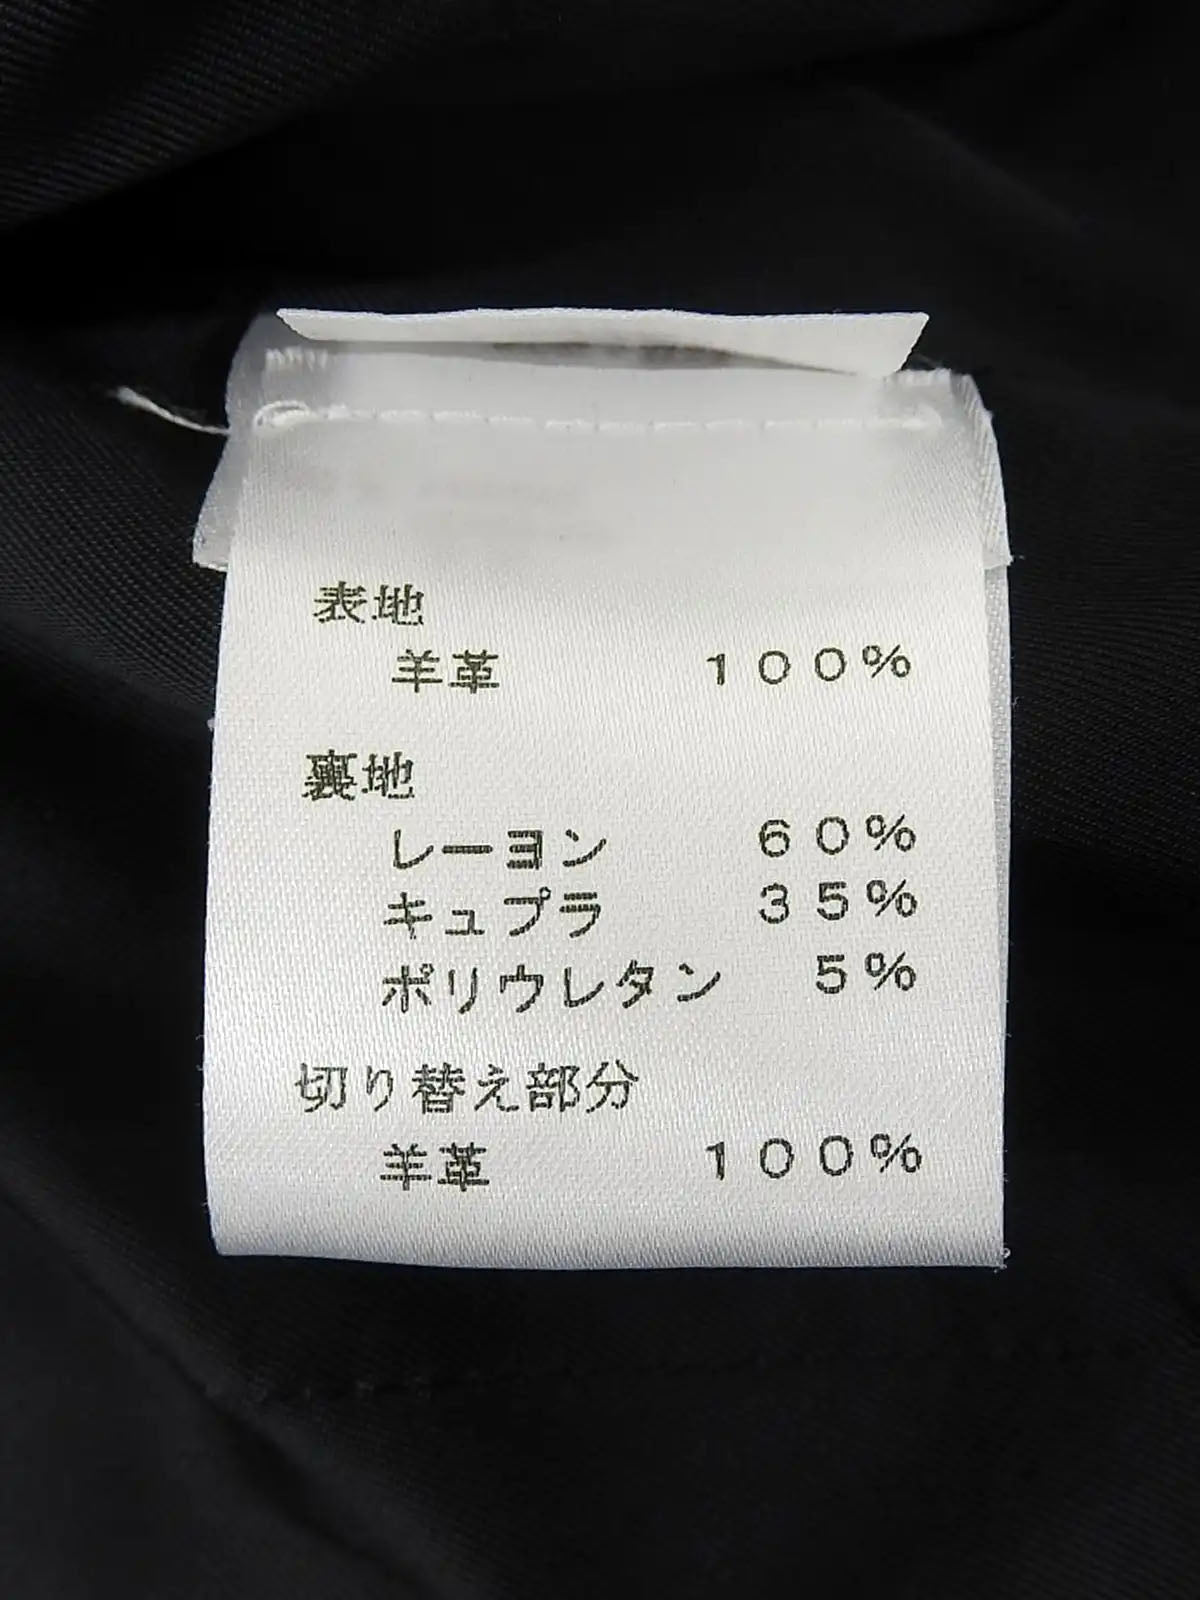 表地
羊革 100%
裏地
レーヨン 60%
キュプラ 35%
ポリウレタン 5%
切り替え部分
羊革 100%